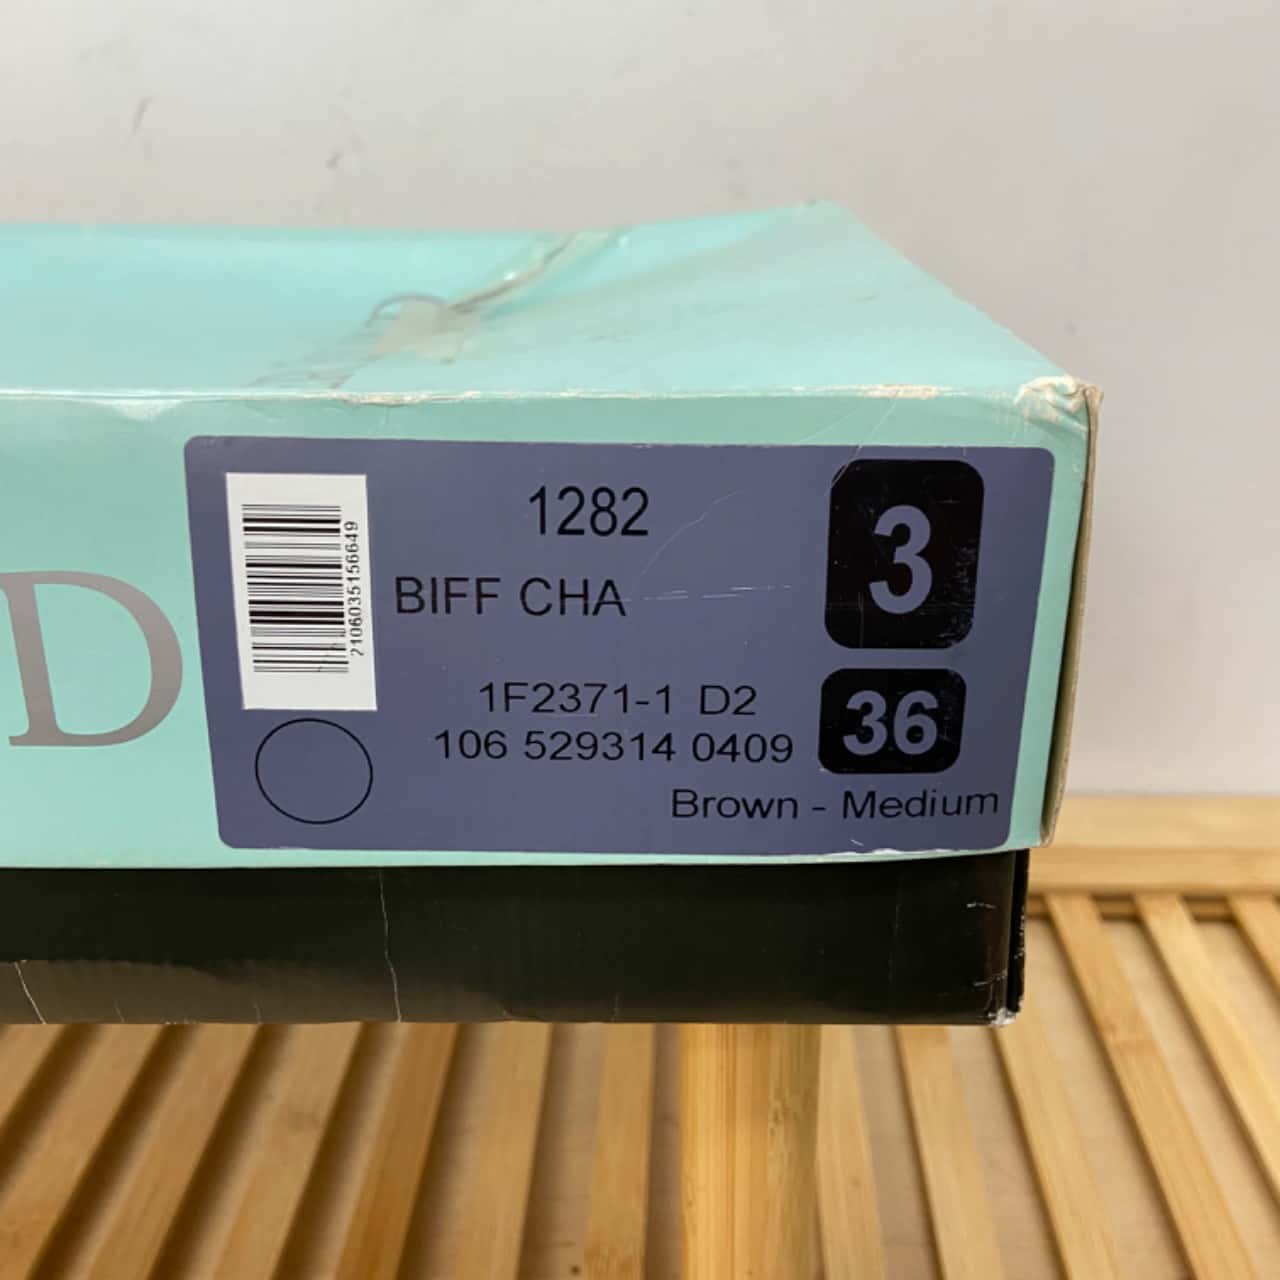 D
2106035156649
1282
BIFF CHA
1F2371-1 D2
106 529314 0409
Brown - Medium
3
36